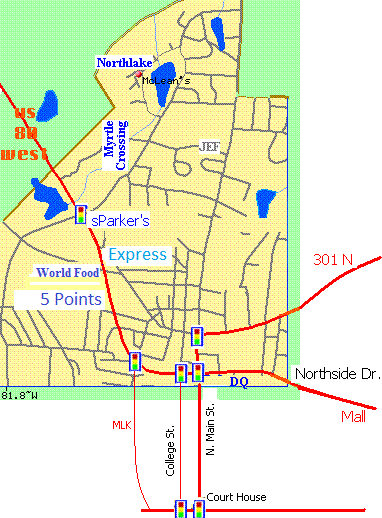 Northlake
McLean's
us
80
west
Myrtle
Crossing
JEF
sParker's
Express
301 N
World Food
5 Points
Northside Dr.
DQ
81.8°W
Mall
MLK
College St.
N. Main St.
Court House